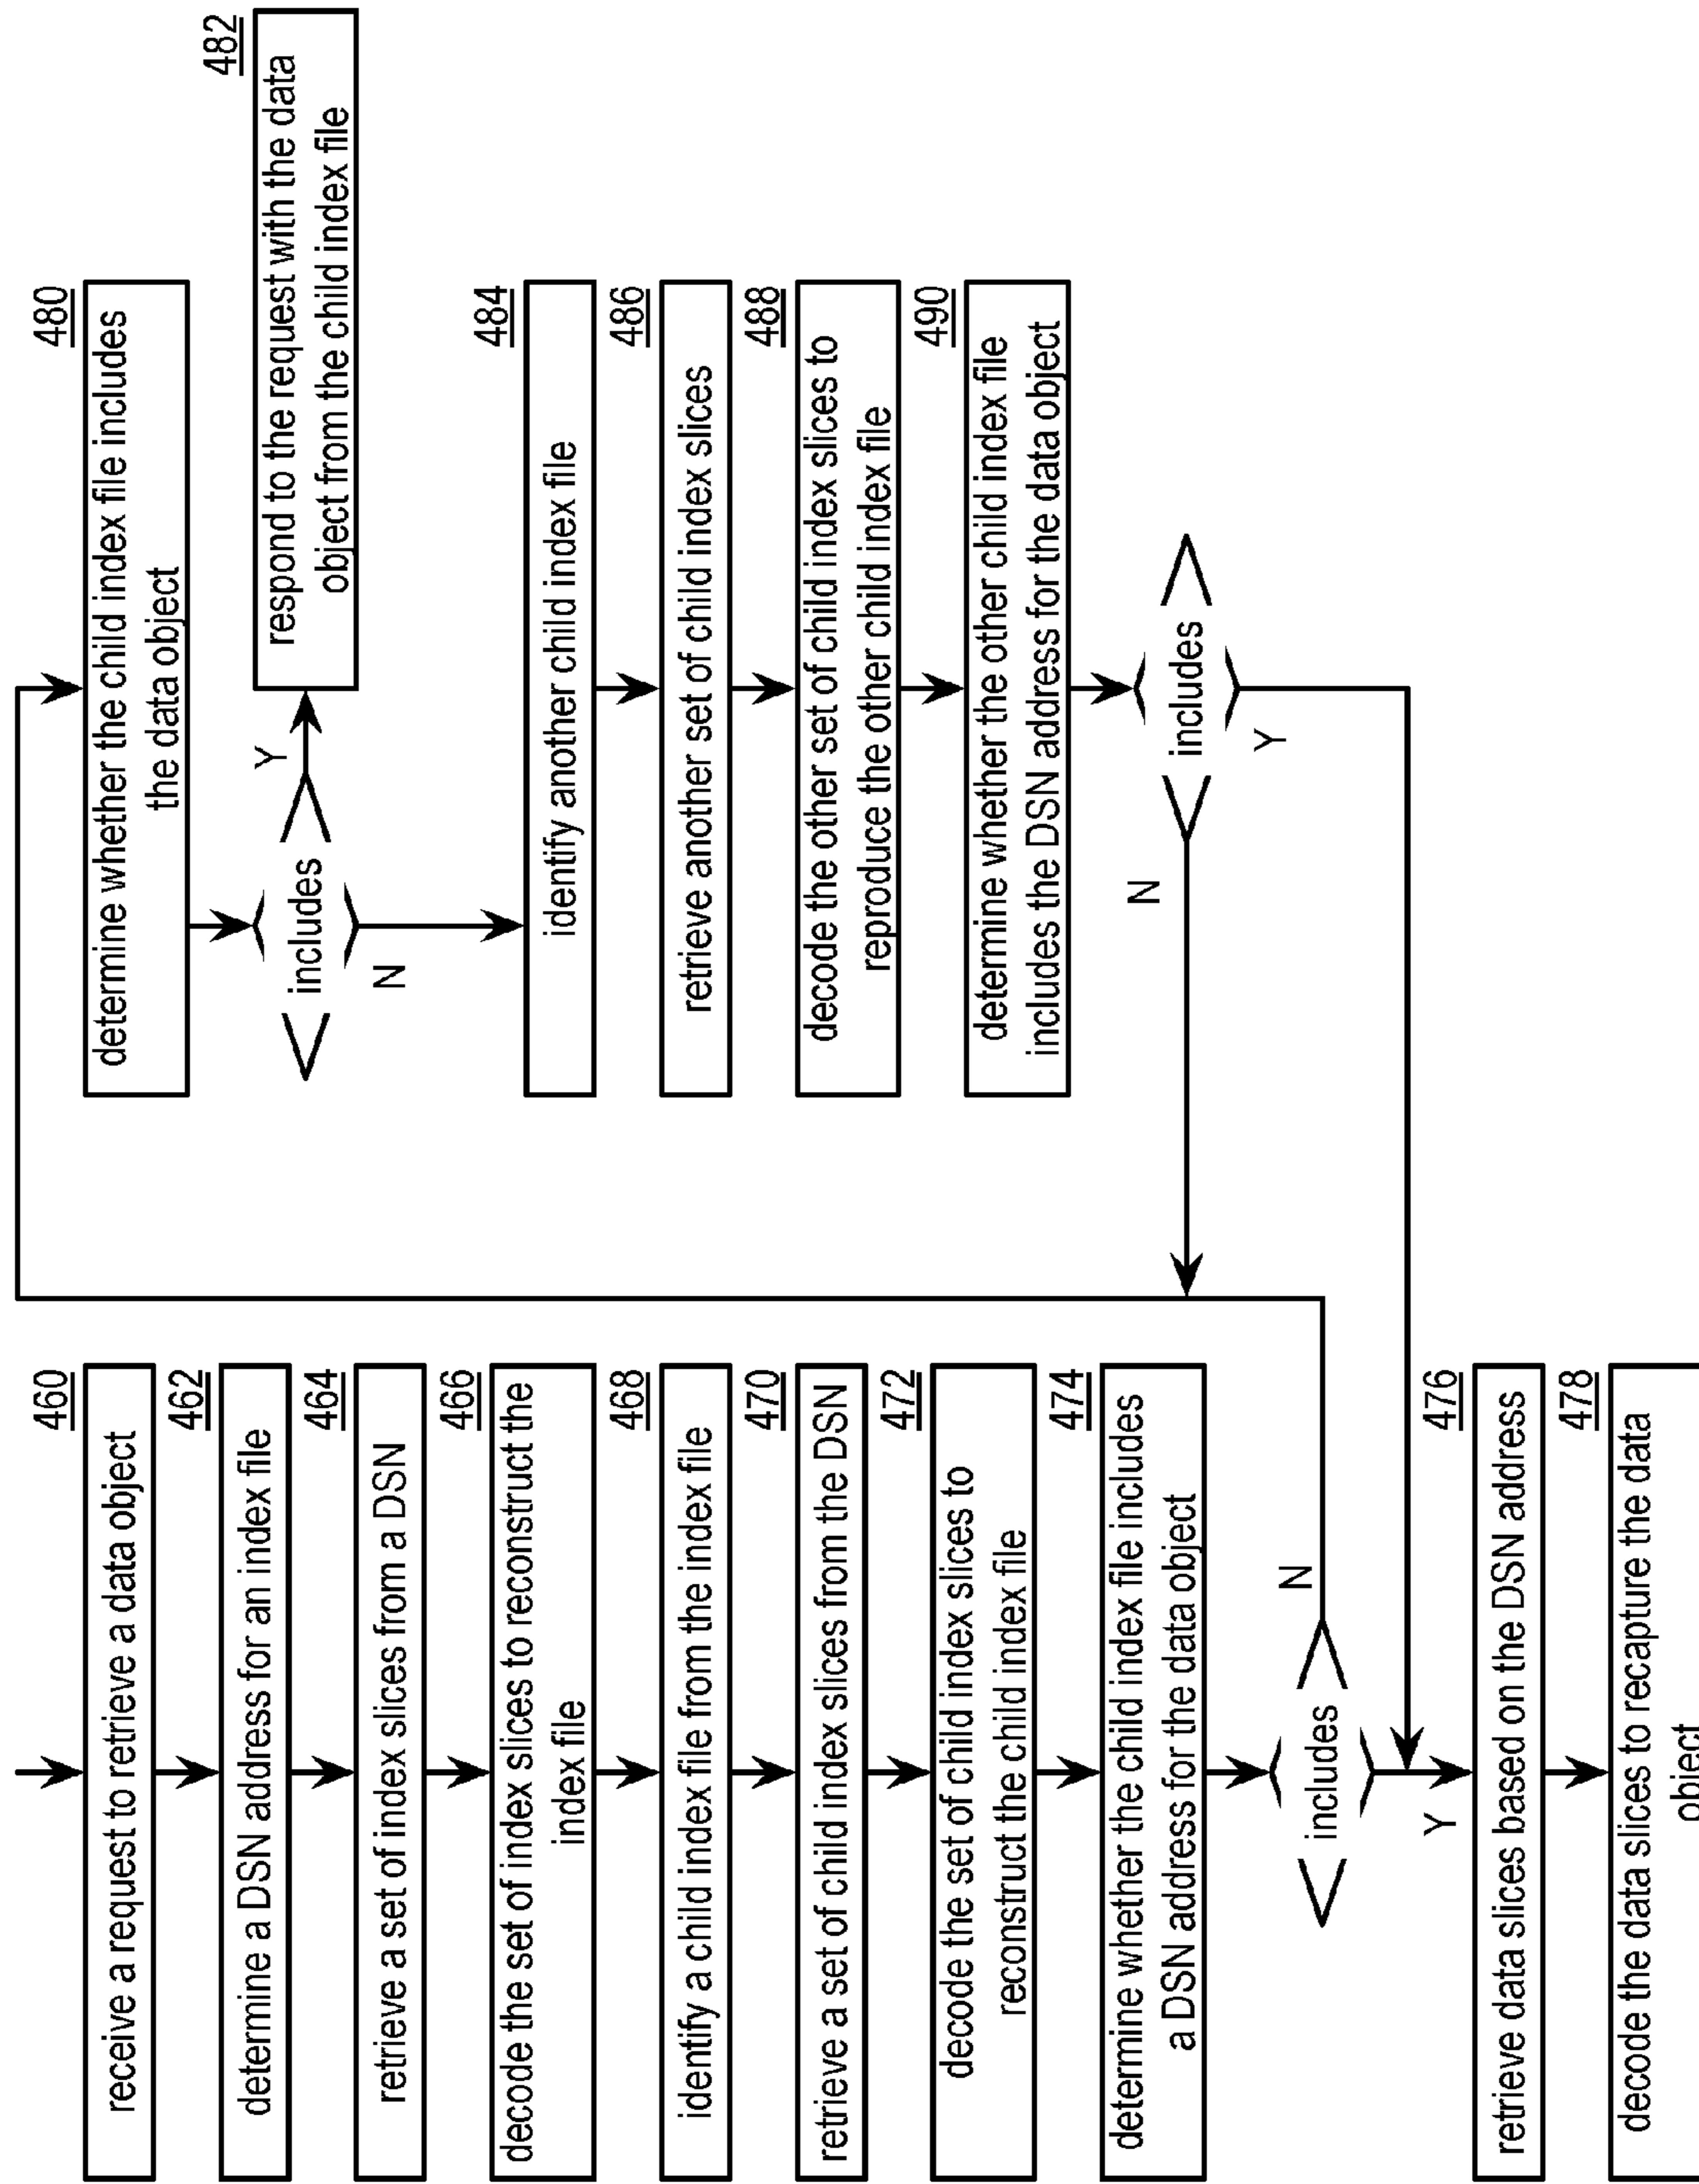 460
receive a request to retrieve a data object
462
determine a DSN address for an index file
464
retrieve a set of index slices from a DSN
466
decode the set of index slices to reconstruct the
index file
468
identify a child index file from the index file
470
retrieve a set of child index slices from the DSN
472
decode the set of child index slices to
reconstruct the child index file
474
determine whether the child index file includes
a DSN address for the data object
includes
N
Y
476
retrieve data slices based on the DSN address
478
decode the data slices to recapture the data
object
480
determine whether the child index file includes
the data object
includes
Y
N
482
respond to the request with the data
object from the child index file
484
identify another child index file
486
retrieve another set of child index slices
488
decode the other set of child index slices to
reproduce the other child index file
490
determine whether the other child index file
includes the DSN address for the data object
includes
N
Y